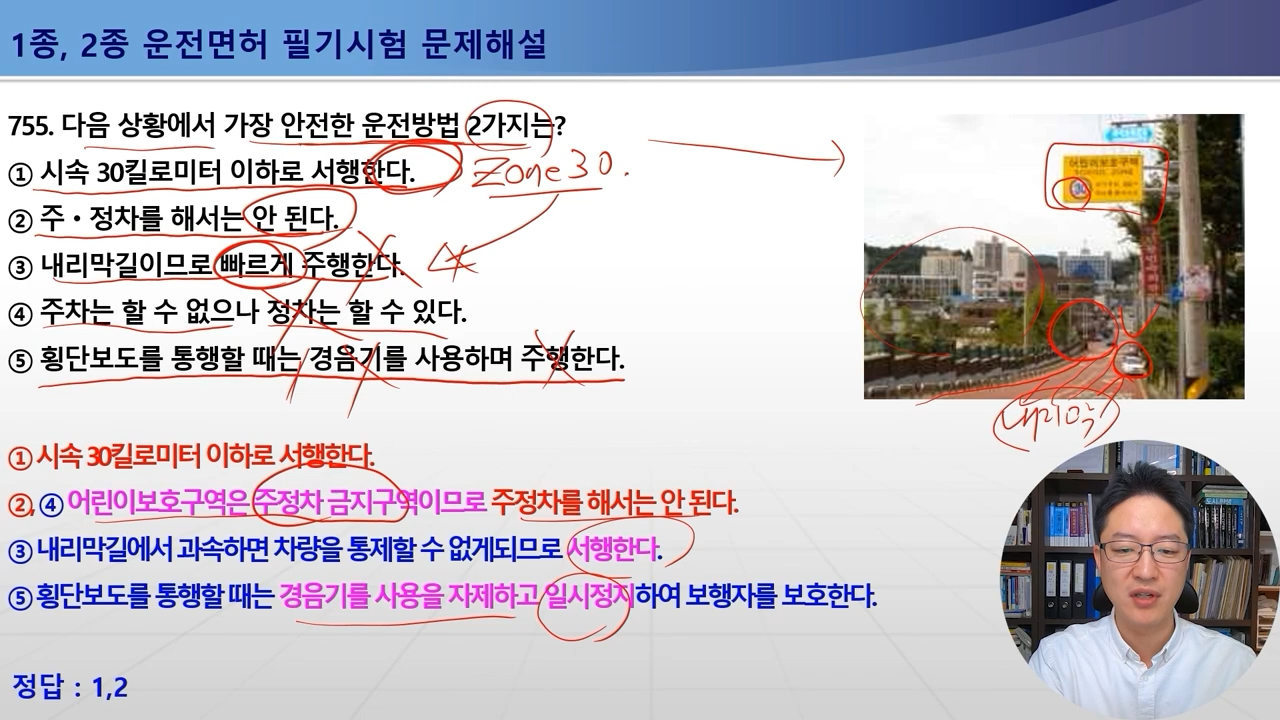 1종, 2종 운전면허 필기시험 문제해설
755. 다음 상황에서 가장 안전한 운전방법 2가지는?
① 시속 30킬로미터 이하로 서행한다.
zone 30.
② 주·정차를 해서는 안 된다.
③ 내리막길이므로 빠르게 주행한다.
④ 주차는 할 수 없으나 정차는 할 수 있다.
⑤ 횡단보도를 통행할 때는 경음기를 사용하며 주행한다.
어린이보호구역
30
내리막
① 시속 30킬로미터 이하로 서행한다.
②, ④ 어린이보호구역은 주정차 금지구역이므로 주정차를 해서는 안 된다.
③ 내리막길에서 과속하면 차량을 통제할 수 없게되므로 서행한다.
⑤ 횡단보도를 통행할 때는 경음기를 사용을 자제하고 일시정지하여 보행자를 보호한다.
정답 : 1,2